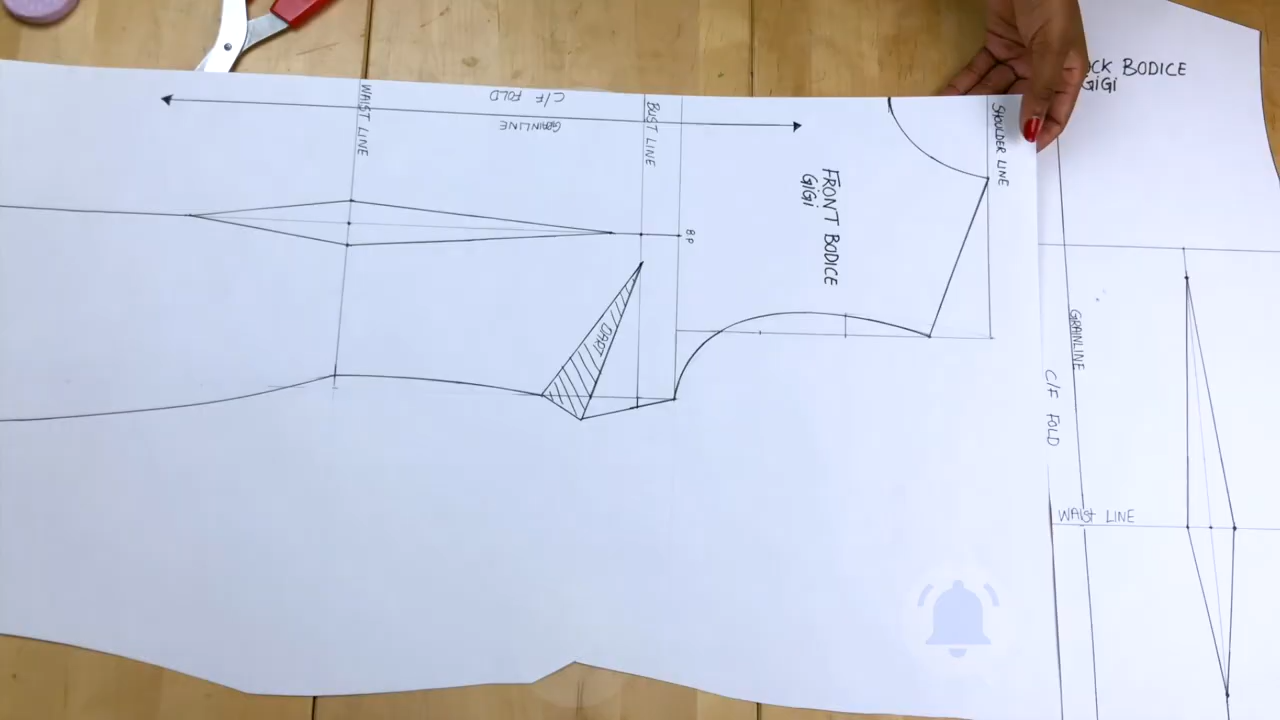 C/F FOLD
GRAINLINE
WAIST LINE
BUST LINE
SHOULDER LINE
FRONT BODICE
GIGI
B.P
DART
CK BODICE
GIGI
GRAINLINE
C/F FOLD
WAIST LINE